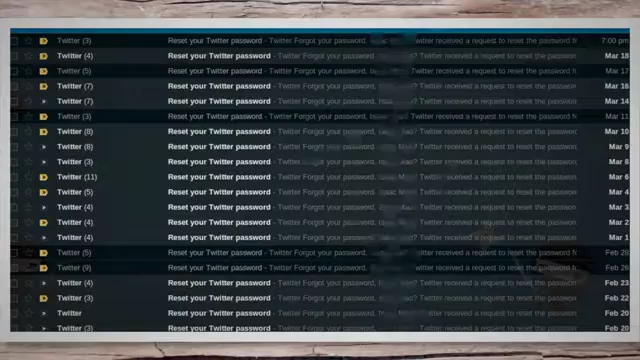 Twitter (3) Reset your Twitter password - Twitter Forgot your password, Twitter received a request to reset the password f 7:00 pm
Twitter (4) Reset your Twitter password - Twitter Forgot your password, ? Twitter received a request to reset the password Mar 18
Twitter (5) Reset your Twitter password - Twitter Forgot your password, Twitter received a request to reset the password Mar 17
Twitter (7) Reset your Twitter password - Twitter Forgot your password, ? Twitter received a request to reset the password Mar 16
Twitter (7) Reset your Twitter password - Twitter Forgot your password, ? Twitter received a request to reset the password Mar 14
Twitter (3) Reset your Twitter password - Twitter Forgot your password, Twitter received a request to reset the password f Mar 11
Twitter (8) Reset your Twitter password - Twitter Forgot your password, ? Twitter received a request to reset the password Mar 10
Twitter (8) Reset your Twitter password - Twitter Forgot your password, ? Twitter received a request to reset the password Mar 9
Twitter (3) Reset your Twitter password - Twitter Forgot your password, ? Twitter received a request to reset the password Mar 8
Twitter (11) Reset your Twitter password - Twitter Forgot your password, ? Twitter received a request to reset the password Mar 6
Twitter (5) Reset your Twitter password - Twitter Forgot your password, ? Twitter received a request to reset the password Mar 4
Twitter (4) Reset your Twitter password - Twitter Forgot your password, ? Twitter received a request to reset the password Mar 3
Twitter (4) Reset your Twitter password - Twitter Forgot your password, ? Twitter received a request to reset the password Mar 2
Twitter (4) Reset your Twitter password - Twitter Forgot your password, ? Twitter received a request to reset the password Mar 1
Twitter (5) Reset your Twitter password - Twitter Forgot your password, Twitter received a request to reset the password f Feb 28
Twitter (9) Reset your Twitter password - Twitter Forgot your password, Twitter received a request to reset the password f Feb 26
Twitter (4) Reset your Twitter password - Twitter Forgot your password, ? Twitter received a request to reset the password Feb 23
Twitter (3) Reset your Twitter password - Twitter Forgot your password, ? Twitter received a request to reset the password Feb 22
Twitter Reset your Twitter password - Twitter Forgot your password, ? Twitter received a request to reset the password Feb 20
Twitter (3) Reset your Twitter password - Twitter Forgot your password, ? Twitter received a request to reset the password Feb 20